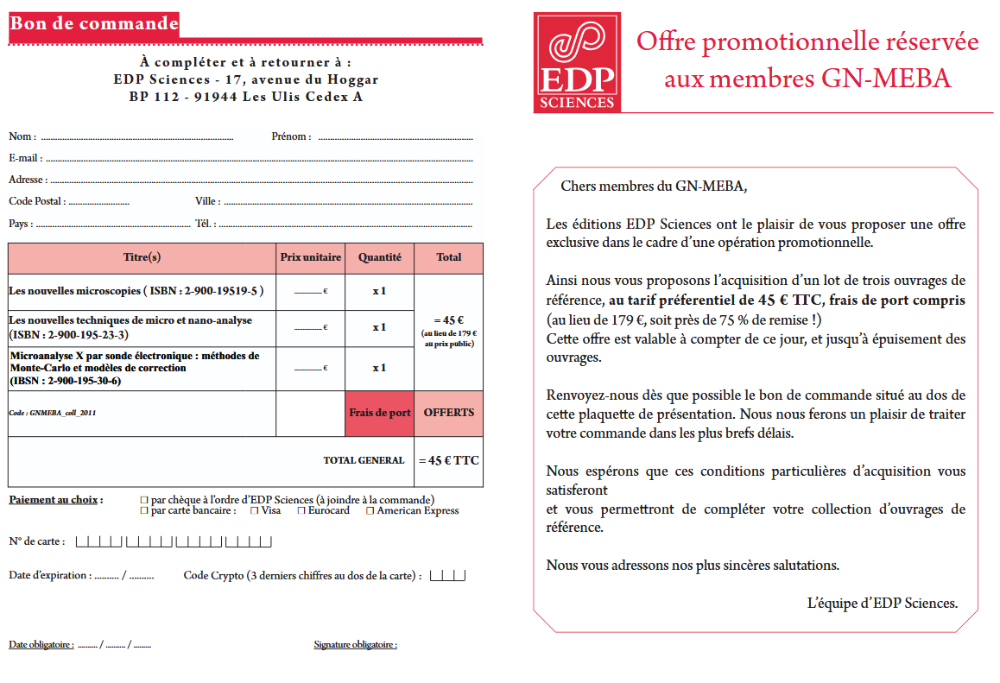 Bon de commande
À compléter et à retourner à :
EDP Sciences - 17, avenue du Hoggar
BP 112 - 91944 Les Ulis Cedex A
Nom : .......... Prénom : ..........
E-mail : ..........
Adresse : ..........
Code Postal : .......... Ville : ..........
Pays : .......... Tél. : ..........
Titre(s) Prix unitaire Quantité Total
Les nouvelles microscopies ( ISBN : 2-900-19519-5 ) .......... € x 1
Les nouvelles techniques de micro et nano-analyse
(ISBN : 2-900-195-23-3) .......... € x 1
= 45 €
(au lieu de 179 €
au prix public)
Microanalyse X par sonde électronique : méthodes de
Monte-Carlo et modèles de correction
(IBSN : 2-900-195-30-6) .......... € x 1
Code : GNMEBA_coll_2011 Frais de port OFFERTS
TOTAL GENERAL = 45 € TTC
Paiement au choix : ☐ par chèque à l'ordre d'EDP Sciences (à joindre à la commande)
☐ par carte bancaire : ☐ Visa ☐ Eurocard ☐ American Express
N° de carte :
Date d'expiration : .......... / .......... Code Crypto (3 derniers chiffres au dos de la carte) :
Date obligatoire : .......... / .......... / .......... Signature obligatoire :
EDP
SCIENCES
Offre promotionnelle réservée
aux membres GN-MEBA
Chers membres du GN-MEBA,
Les éditions EDP Sciences ont le plaisir de vous proposer une offre
exclusive dans le cadre d'une opération promotionnelle.
Ainsi nous vous proposons l'acquisition d'un lot de trois ouvrages de
référence, au tarif préferentiel de 45 € TTC, frais de port compris
(au lieu de 179 €, soit près de 75 % de remise !)
Cette offre est valable à compter de ce jour, et jusqu'à épuisement des
ouvrages.
Renvoyez-nous dès que possible le bon de commande situé au dos de
cette plaquette de présentation. Nous nous ferons un plaisir de traiter
votre commande dans les plus brefs délais.
Nous espérons que ces conditions particulières d'acquisition vous
satisferont
et vous permettront de compléter votre collection d'ouvrages de
référence.
Nous vous adressons nos plus sincères salutations.
L'équipe d'EDP Sciences.